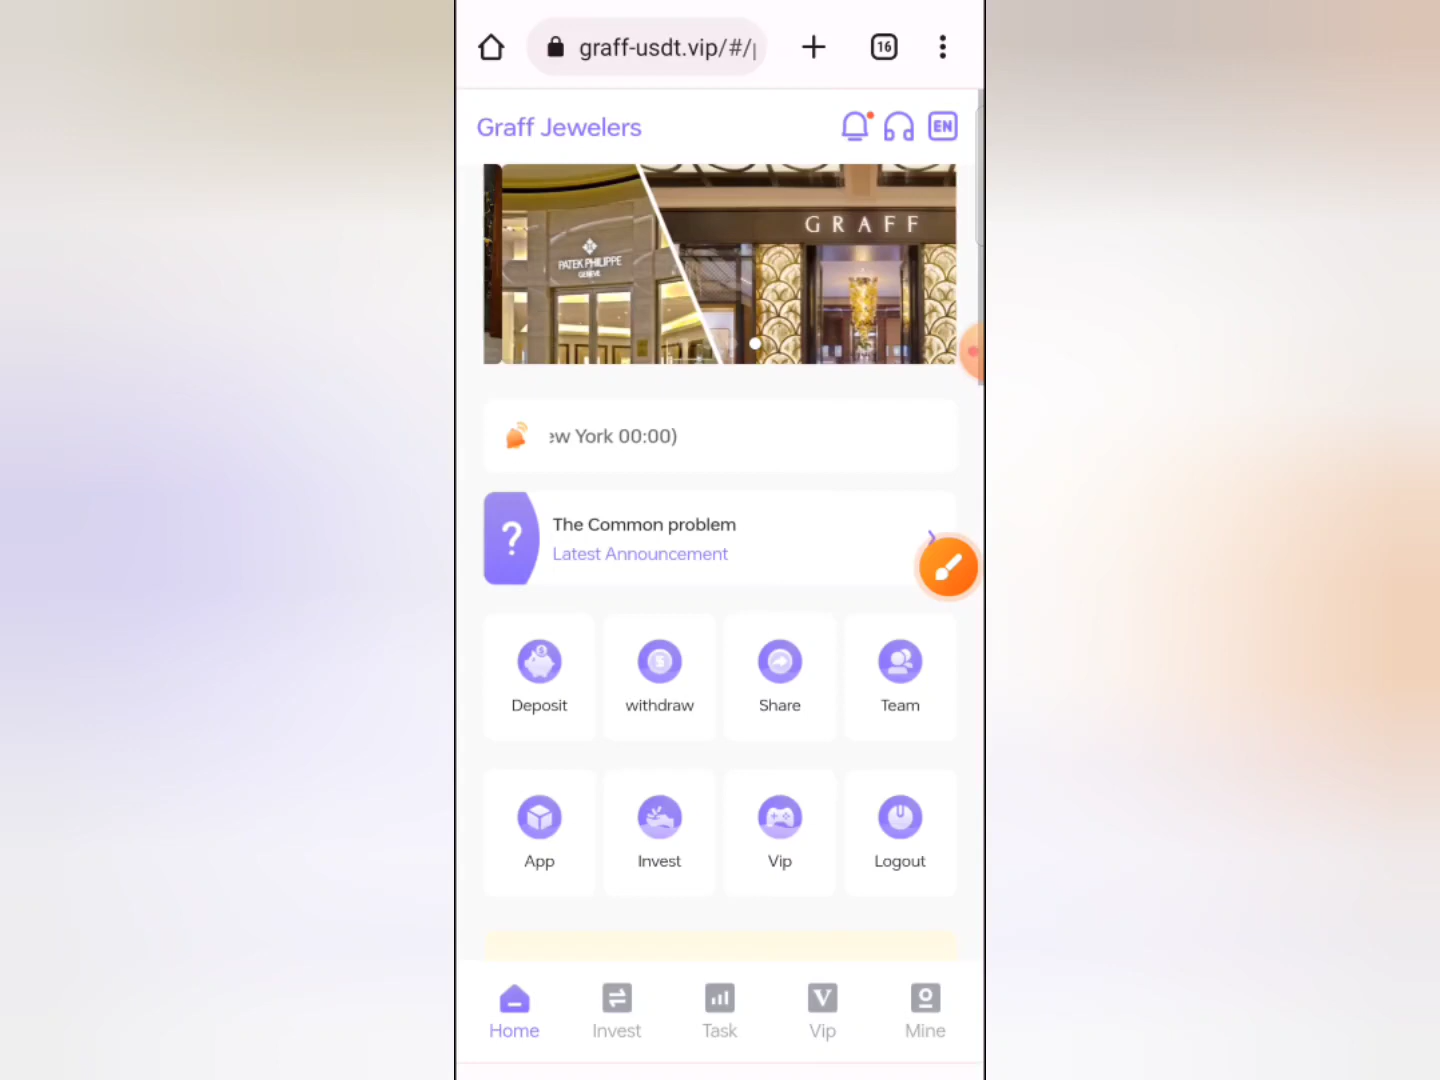 graff-usdt.vip/#/
16
Graff Jewelers
EN
PATEK PHILIPPE
GENEVE
GRAFF
ew York 00:00)
?
The Common problem
Latest Announcement
Deposit
withdraw
Share
Team
App
Invest
Vip
Logout
Home
Invest
Task
Vip
Mine